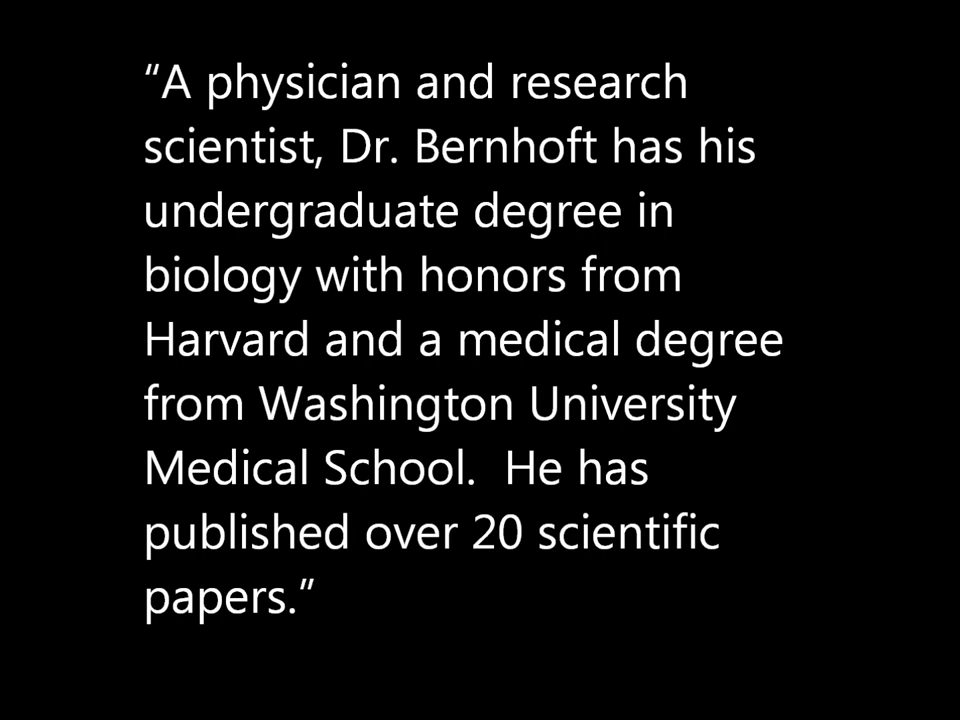 “A physician and research
scientist, Dr. Bernhoft has his
undergraduate degree in
biology with honors from
Harvard and a medical degree
from Washington University
Medical School.  He has
published over 20 scientific
papers.”